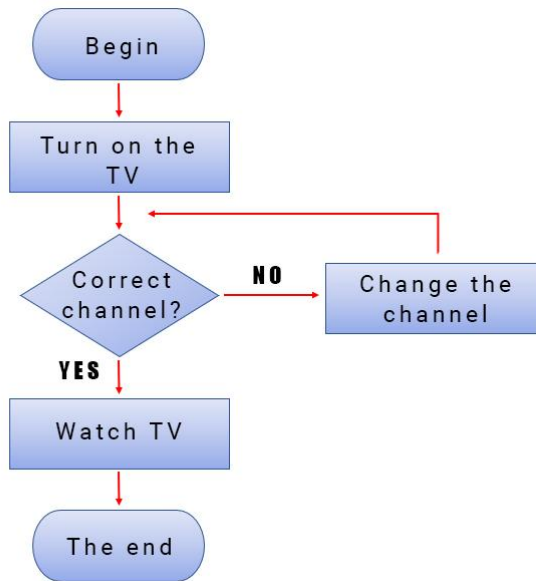 Begin
Turn on the
TV
Correct
channel?
NO
Change the
channel
YES
Watch TV
The end